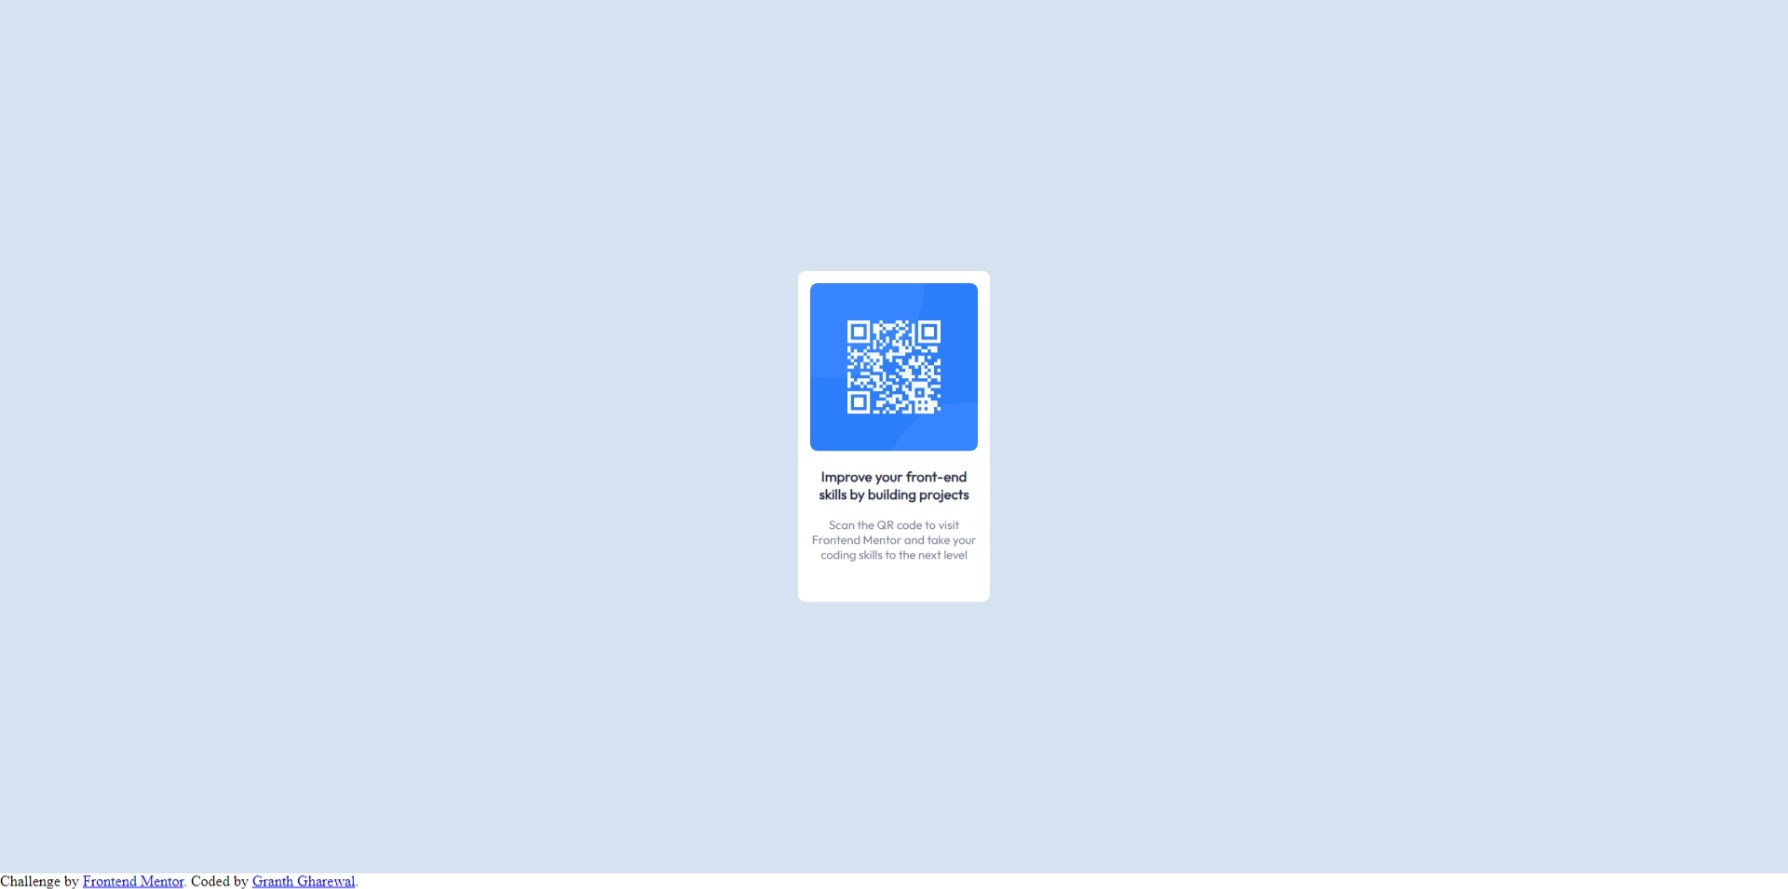 Improve your front-end
skills by building projects
Scan the QR code to visit
Frontend Mentor and take your
coding skills to the next level
Challenge by Frontend Mentor. Coded by Granth Gharewal.